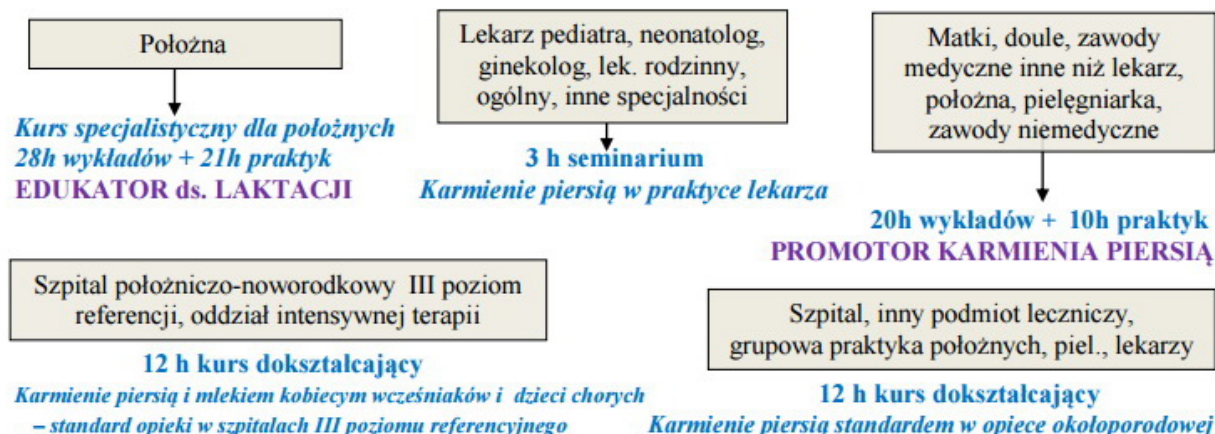 Położna
Kurs specjalistyczny dla położnych
28h wykładów + 21h praktyk
EDUKATOR ds. LAKTACJI
Lekarz pediatra, neonatolog,
ginekolog, lek. rodzinny,
ogólny, inne specjalności
3 h seminarium
Karmienie piersią w praktyce lekarza
Matki, doule, zawody
medyczne inne niż lekarz,
położna, pielęgniarka,
zawody niemedyczne
20h wykładów + 10h praktyk
PROMOTOR KARMIENIA PIERSIĄ
Szpital położniczo-noworodkowy III poziom
referencji, oddział intensywnej terapii
12 h kurs dokształcający
Karmienie piersią i mlekiem kobiecym wcześniaków i dzieci chorych
– standard opieki w szpitalach III poziomu referencyjnego
Szpital, inny podmiot leczniczy,
grupowa praktyka położnych, piel., lekarzy
12 h kurs dokształcający
Karmienie piersią standardem w opiece okołoporodowej